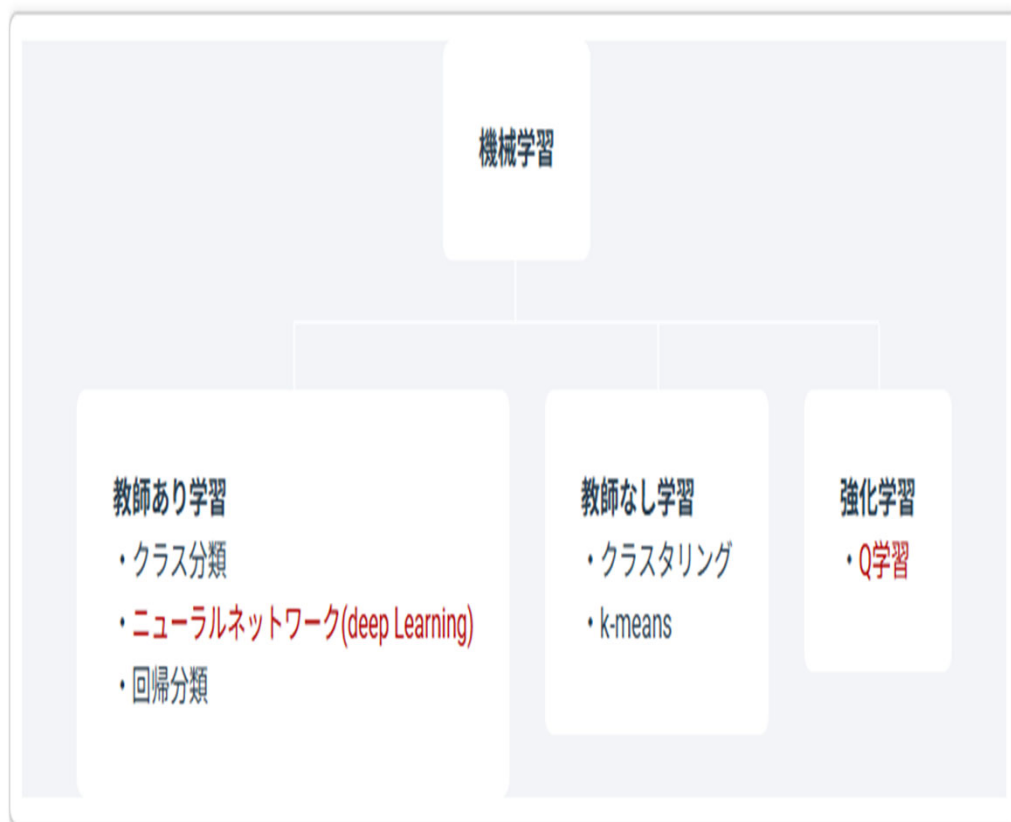 機械学習
教師あり学習
・クラス分類
・ニューラルネットワーク(deep Learning)
・回帰分類
教師なし学習
・クラスタリング
・k-means
強化学習
・Q学習